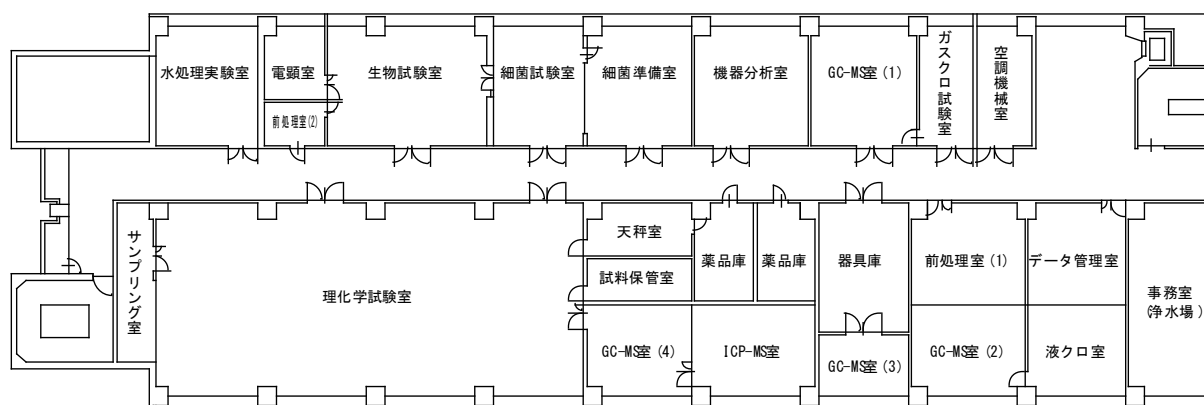 水処理実験室
電顕室
前処理室(2)
生物試験室
細菌試験室
細菌準備室
機器分析室
GC-MS室(1)
ガスクロ試験室
空調機械室
サンプリング室
理化学試験室
天秤室
試料保管室
GC-MS室(4)
薬品庫
薬品庫
ICP-MS室
器具庫
GC-MS室(3)
前処理室(1)
GC-MS室(2)
データ管理室
液クロ室
事務室
(浄水場)